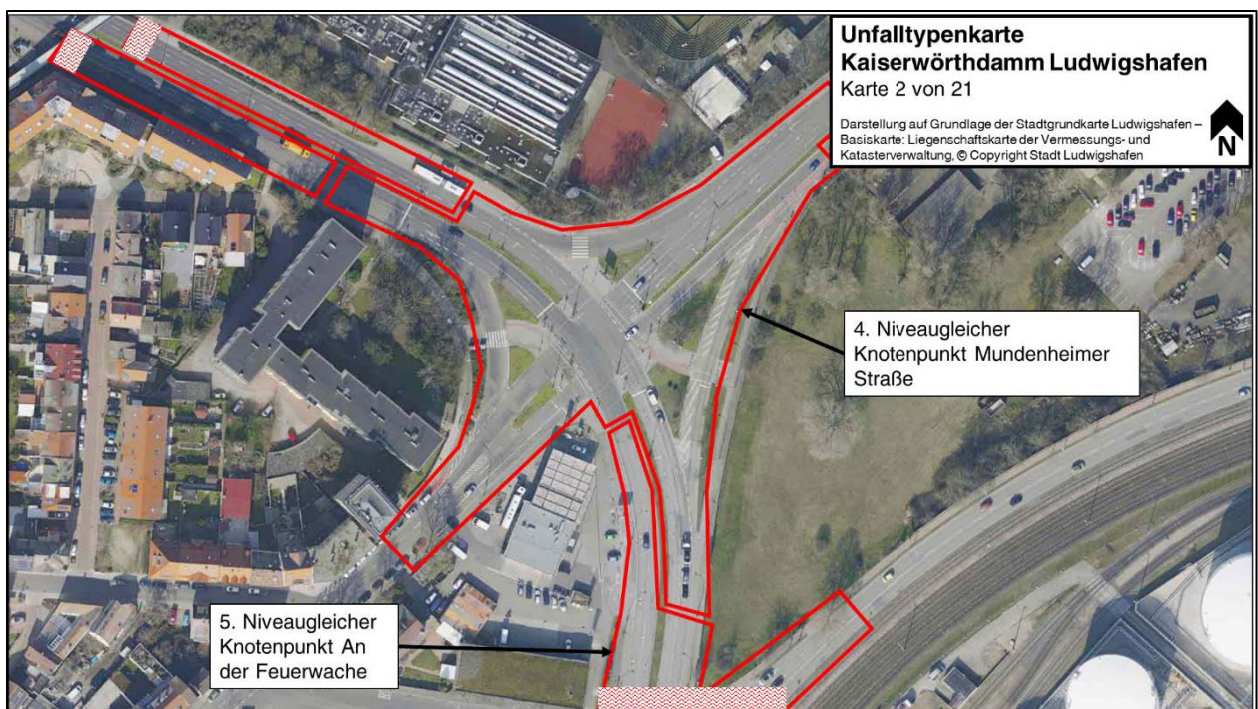 Unfalltypenkarte
Kaiserwörthdamm Ludwigshafen
Karte 2 von 21
Darstellung auf Grundlage der Stadtgrundkarte Ludwigshafen –
Basiskarte: Liegenschaftskarte der Vermessungs- und
Katasterverwaltung, © Copyright Stadt Ludwigshafen
N
4. Niveaugleicher
Knotenpunkt Mundenheimer
Straße
5. Niveaugleicher
Knotenpunkt An
der Feuerwache